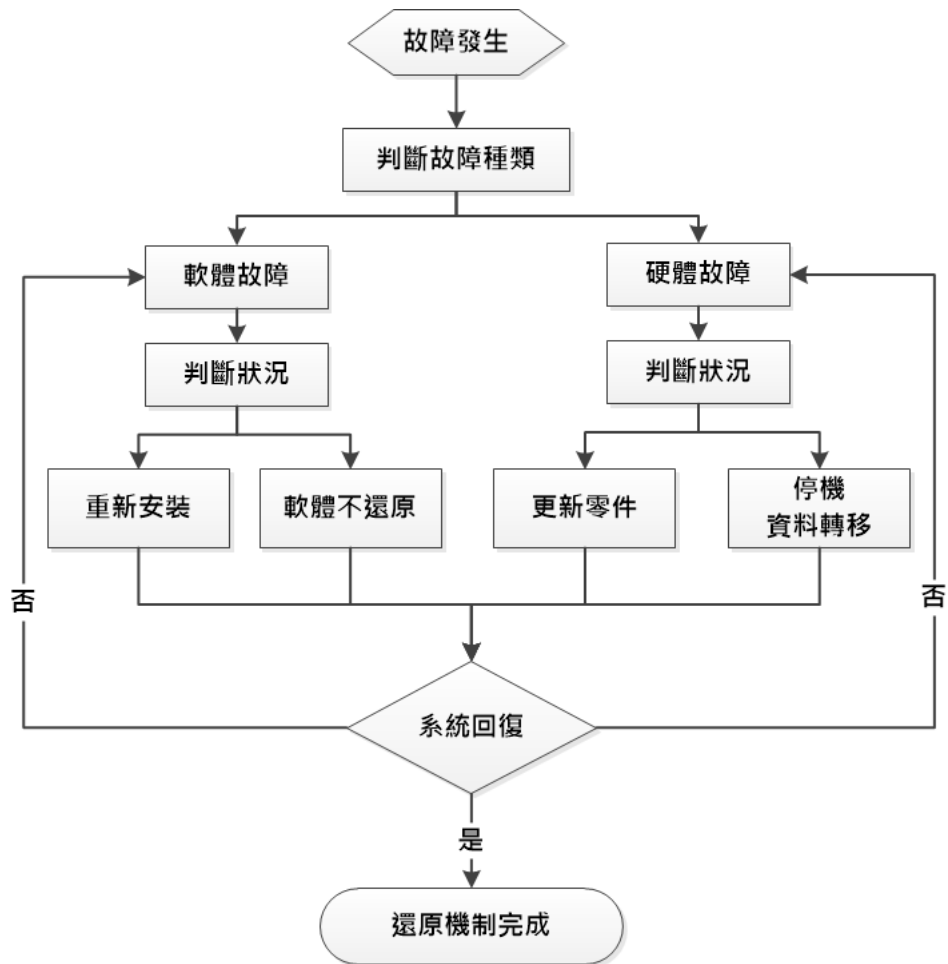 故障發生
判斷故障種類
軟體故障
硬體故障
判斷狀況
判斷狀況
重新安裝
軟體不還原
更新零件
停機
資料轉移
否
否
系統回復
是
還原機制完成